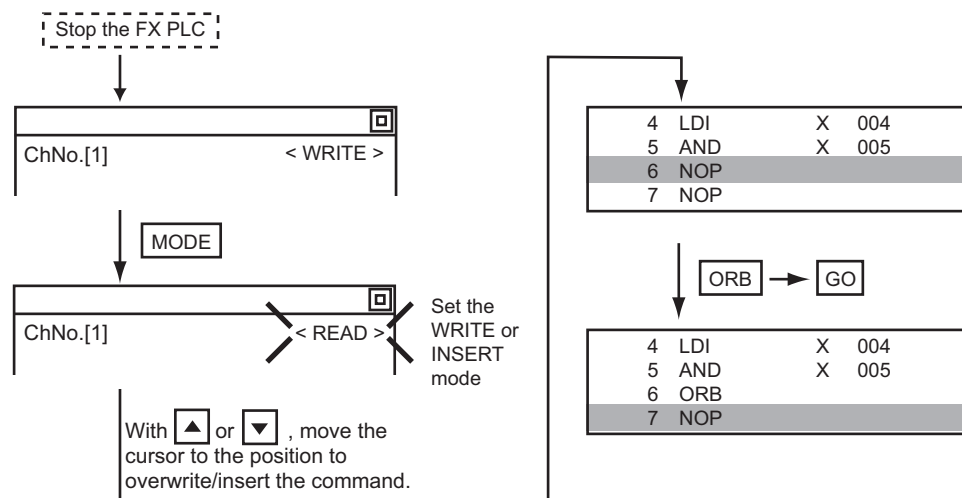 Stop the FX PLC
ChNo.[1] < WRITE >
MODE
ChNo.[1] < READ >
Set the
WRITE or
INSERT
mode
With ▲ or ▼ , move the
cursor to the position to
overwrite/insert the command.
4 LDI X 004
5 AND X 005
6 NOP
7 NOP
ORB GO
4 LDI X 004
5 AND X 005
6 ORB
7 NOP